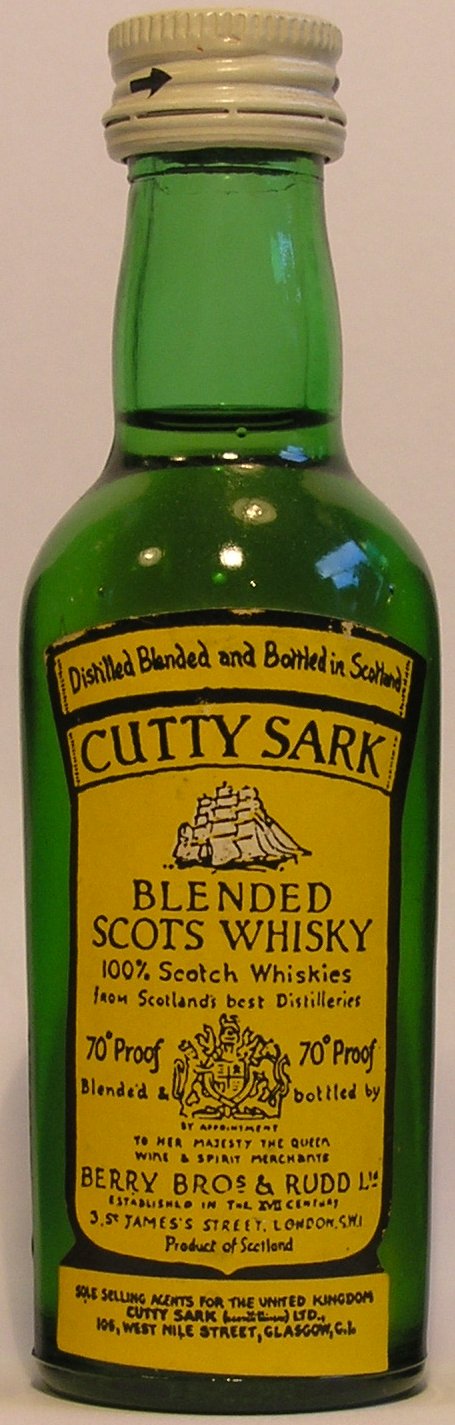 Distilled Blended and Bottled in Scotland
CUTTY SARK
BLENDED
SCOTS WHISKY
100% Scotch Whiskies
from Scotland's best Distilleries
70° Proof 70° Proof
Blended & bottled by
BY APPOINTMENT
TO HER MAJESTY THE QUEEN
WINE & SPIRIT MERCHANTS
BERRY BROS & RUDD Ltd
ESTABLISHED IN THE XVII CENTURY
3, St JAMES'S STREET, LONDON, S.W.1
Product of Scotland
SOLE SELLING AGENTS FOR THE UNITED KINGDOM
CUTTY SARK LTD.,
106, WEST NILE STREET, GLASGOW, C.1.